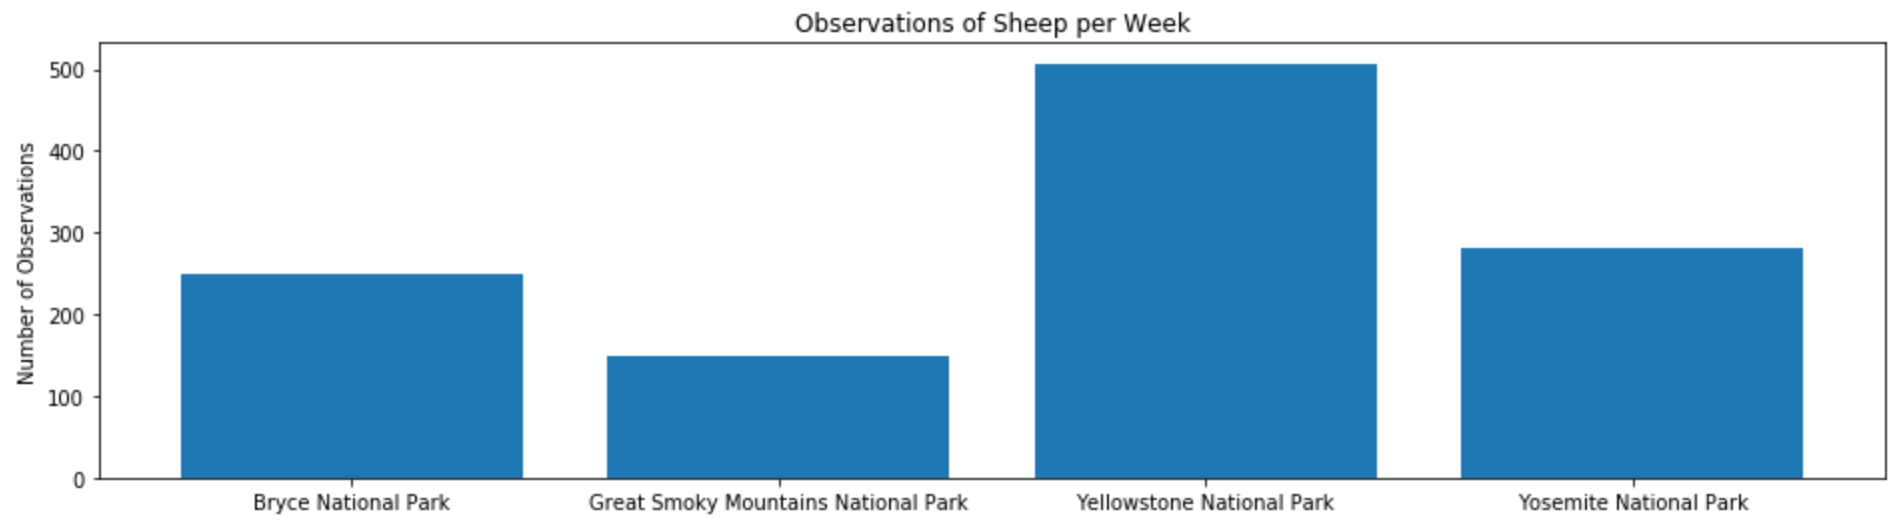 Observations of Sheep per Week
Number of Observations
500
400
300
200
100
0
Bryce National Park
Great Smoky Mountains National Park
Yellowstone National Park
Yosemite National Park